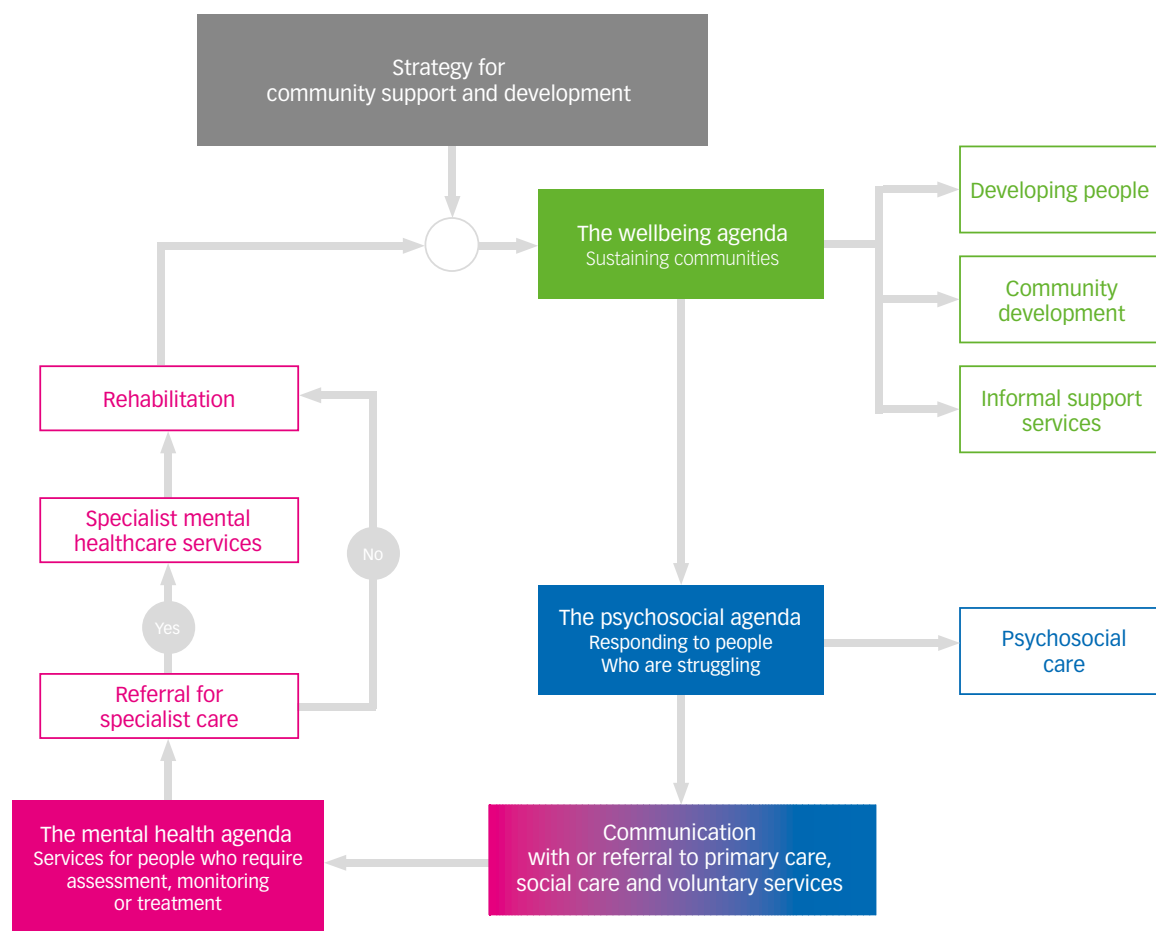 Strategy for
community support and development
The wellbeing agenda
Sustaining communities
Developing people
Community
development
Informal support
services
Rehabilitation
Specialist mental
healthcare services
No
Yes
Referral for
specialist care
The psychosocial agenda
Responding to people
Who are struggling
Psychosocial
care
The mental health agenda
Services for people who require
assessment, monitoring
or treatment
Communication
with or referral to primary care,
social care and voluntary services